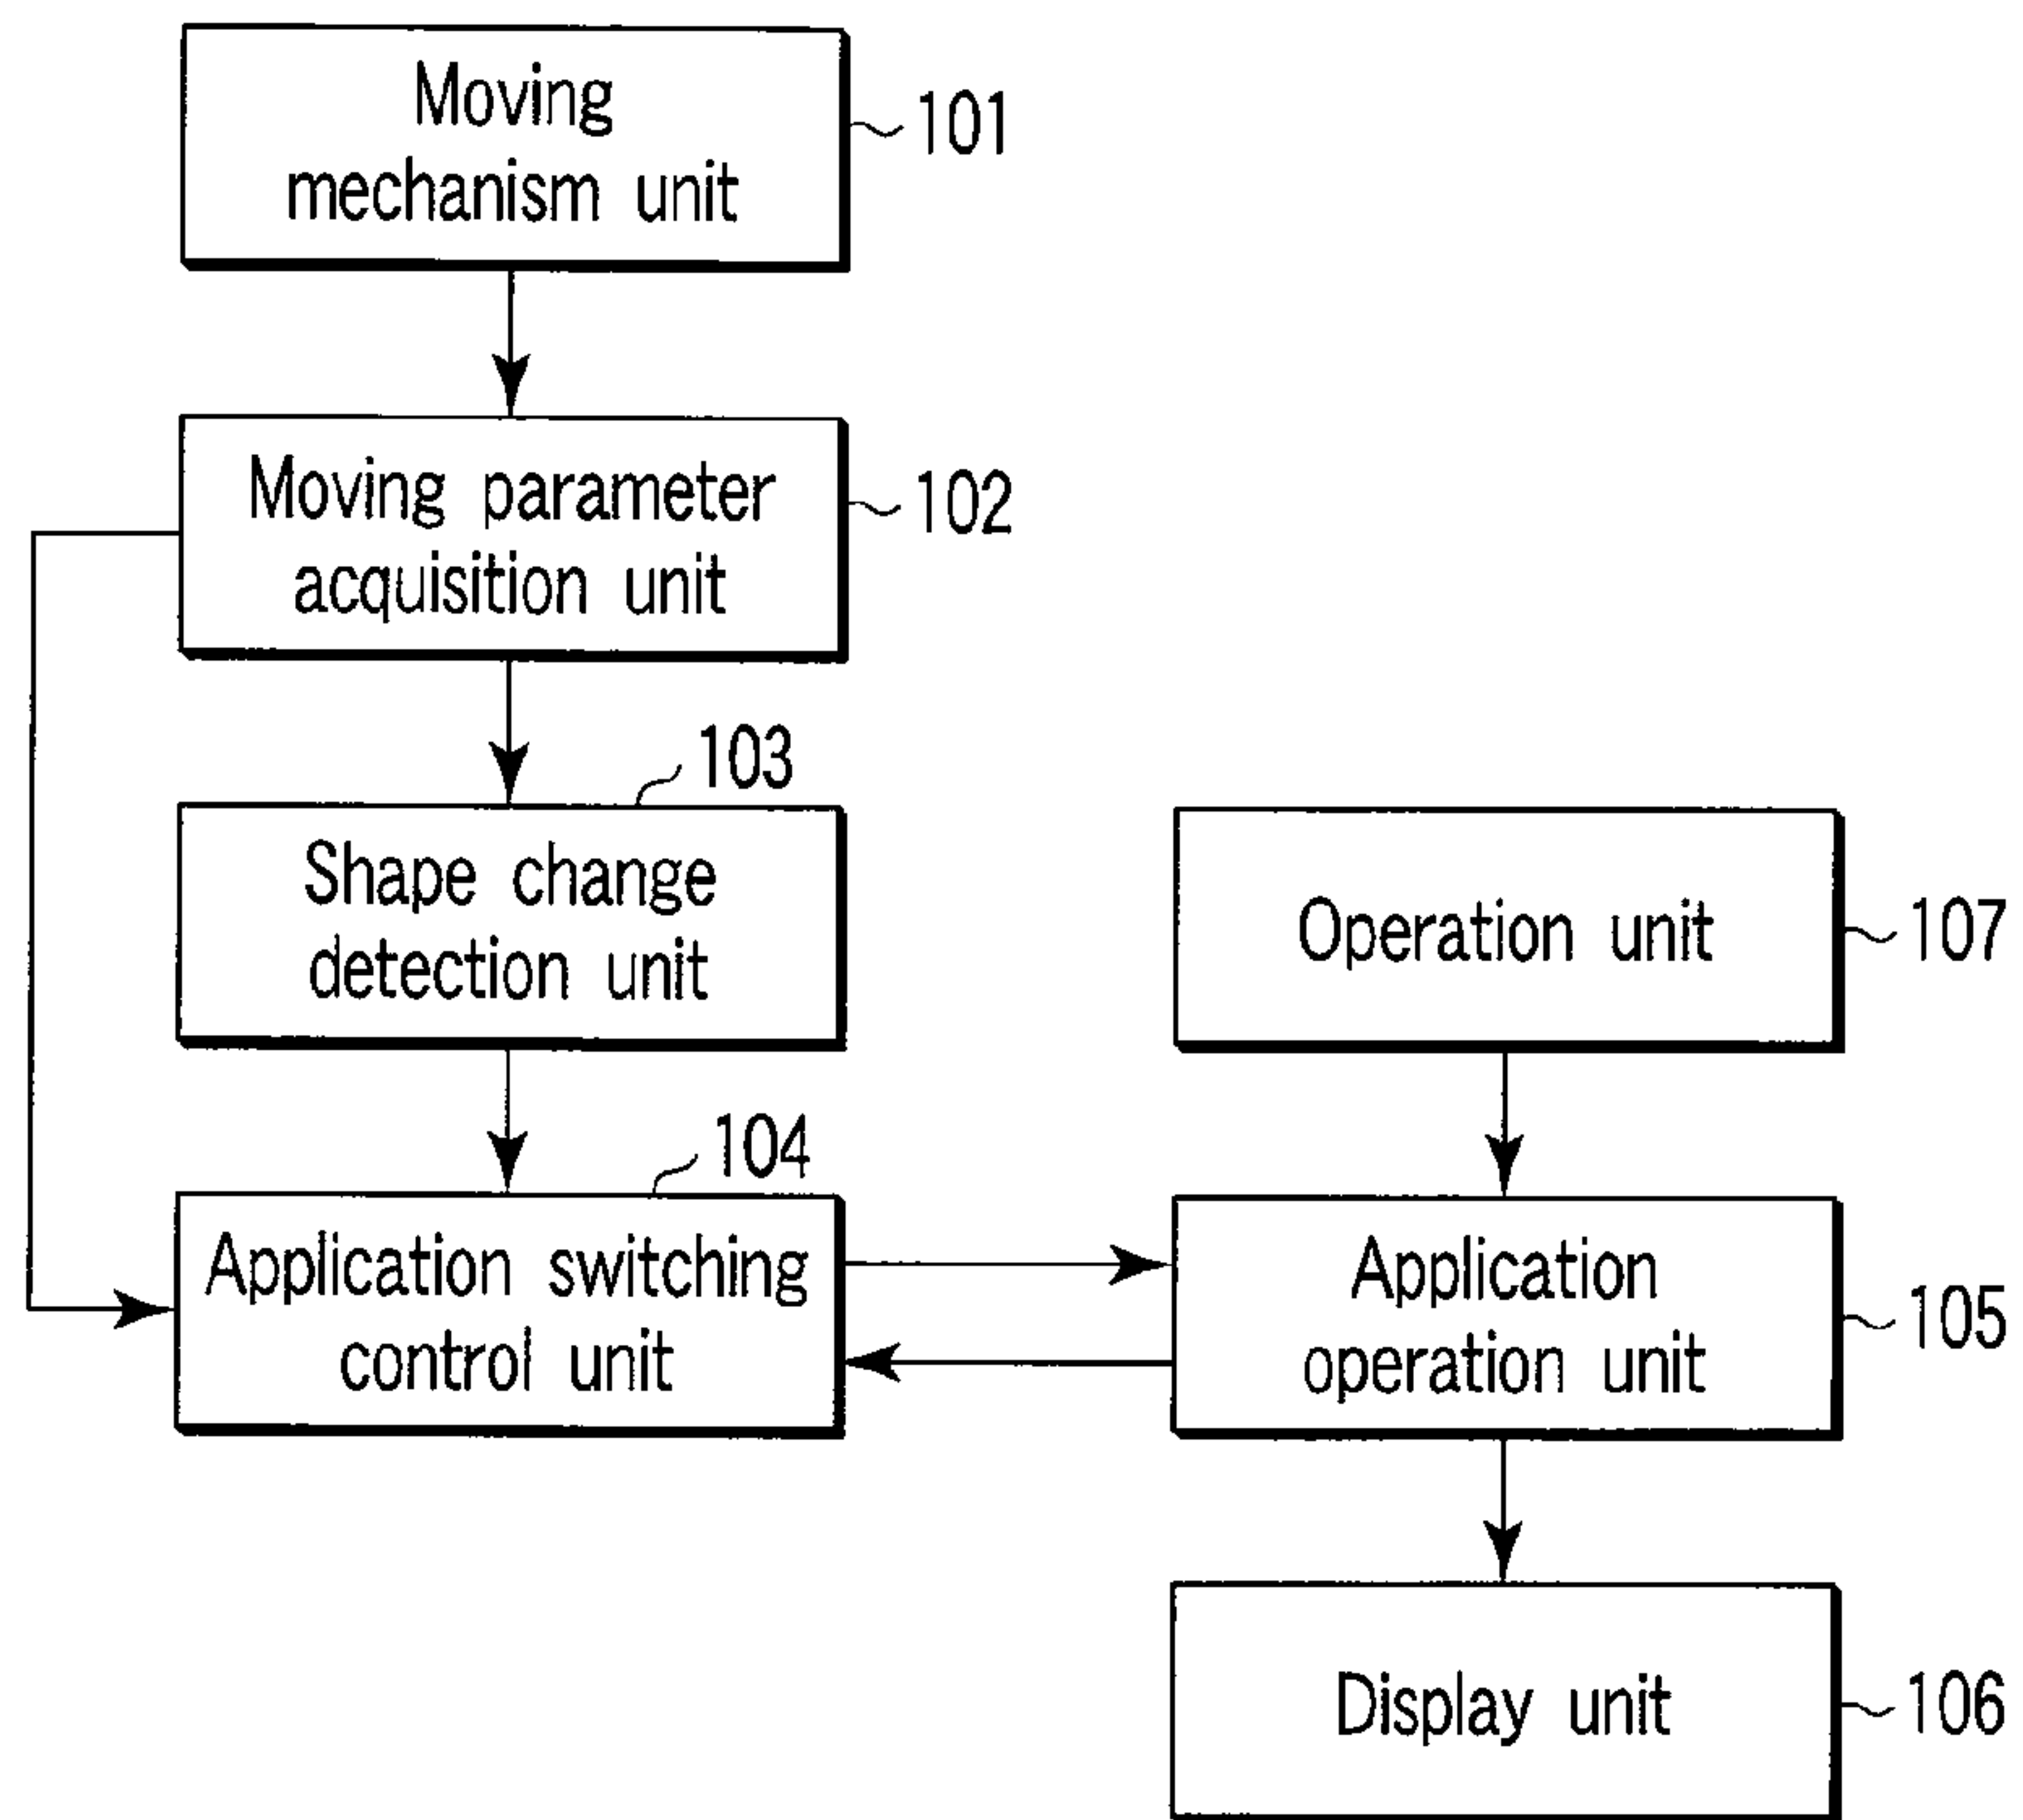 Moving
mechanism unit
101
Moving parameter
acquisition unit
102
103
Shape change
detection unit
Operation unit
107
104
Application switching
control unit
Application
operation unit
105
Display unit
106